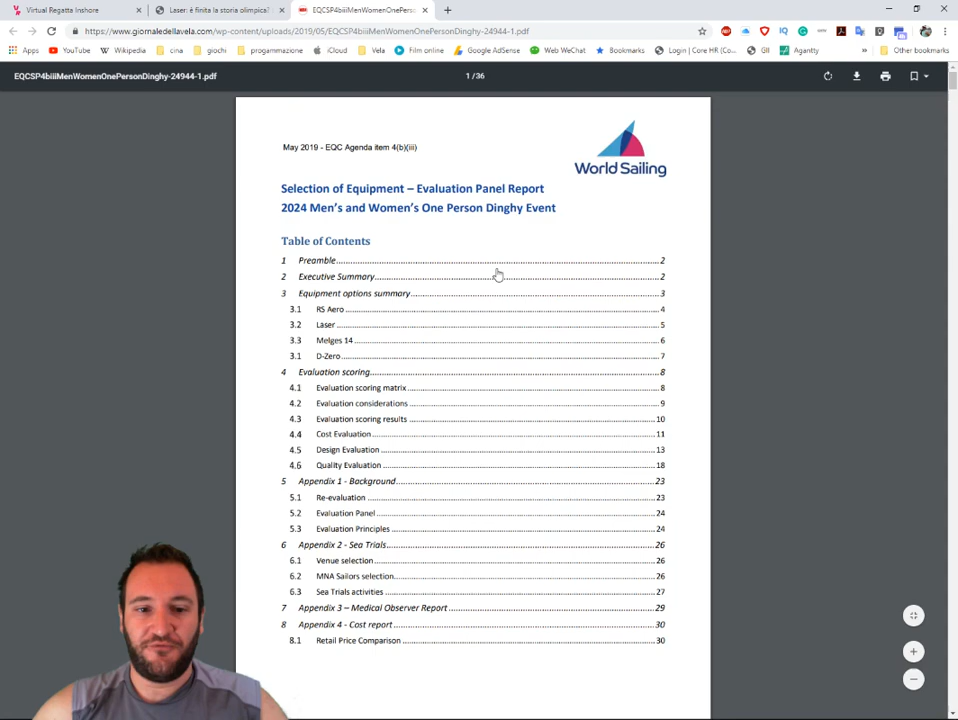 Virtual Regatta Inshore
Laser: è finita la storia olimpica?
EQCSP4biiiMenWomenOnePerson
https://www.giornaledellavela.com/wp-content/uploads/2019/05/EQCSP4biiiMenWomenOnePersonDinghy-24944-1.pdf
Apps YouTube Wikipedia cina giochi progammazione iCloud Vela Film online Google AdSense Web WeChat Bookmarks Login | Core HR (Co... GII Agantty » Other bookmarks
EQCSP4biiiMenWomenOnePersonDinghy-24944-1.pdf
1 / 36
May 2019 - EQC Agenda item 4(b)(iii)
World Sailing
Selection of Equipment – Evaluation Panel Report
2024 Men's and Women's One Person Dinghy Event
Table of Contents
1 Preamble 2
2 Executive Summary 2
3 Equipment options summary 3
3.1 RS Aero 4
3.2 Laser 5
3.3 Melges 14 6
3.1 D-Zero 7
4 Evaluation scoring 8
4.1 Evaluation scoring matrix 8
4.2 Evaluation considerations 9
4.3 Evaluation scoring results 10
4.4 Cost Evaluation 11
4.5 Design Evaluation 13
4.6 Quality Evaluation 18
5 Appendix 1 - Background 23
5.1 Re-evaluation 23
5.2 Evaluation Panel 24
5.3 Evaluation Principles 24
6 Appendix 2 - Sea Trials 26
6.1 Venue selection 26
6.2 MNA Sailors selection 26
6.3 Sea Trials activities 27
7 Appendix 3 – Medical Observer Report 29
8 Appendix 4 - Cost report 30
8.1 Retail Price Comparison 30